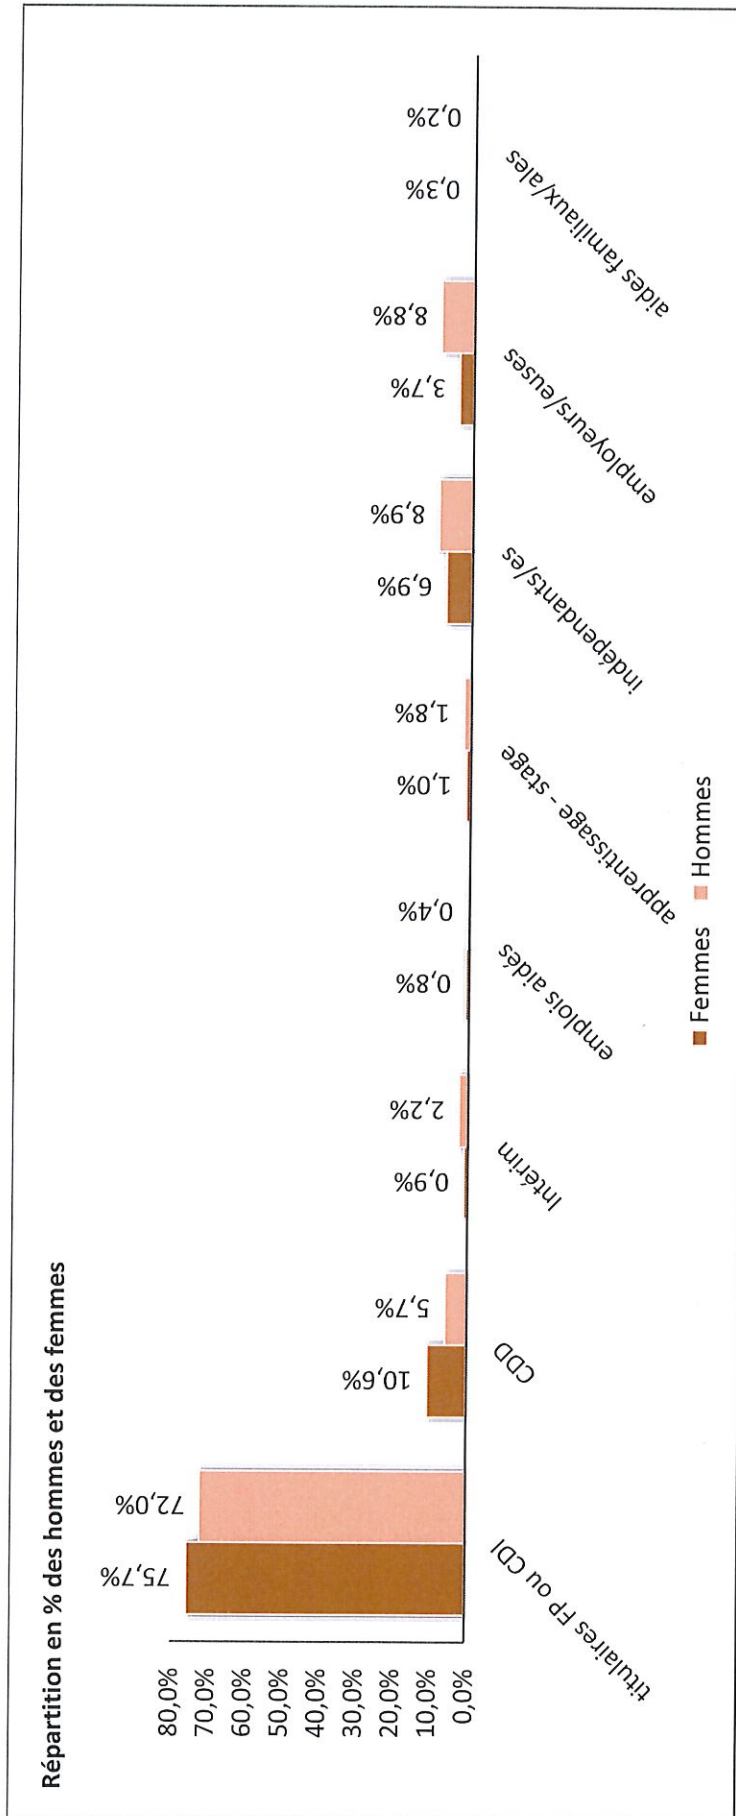 Répartition en % des hommes et des femmes
80,0%
70,0%
60,0%
50,0%
40,0%
30,0%
20,0%
10,0%
0,0%
75,7%
72,0%
10,6%
5,7%
0,9%
2,2%
0,8%
0,4%
1,0%
1,8%
6,9%
8,9%
3,7%
8,8%
0,3%
0,2%
titulaires FP ou CDI
CDD
Intérim
emplois aidés
apprentissage - stage
indépendants/es
employeurs/euses
aides familiaux/ales
Femmes
Hommes